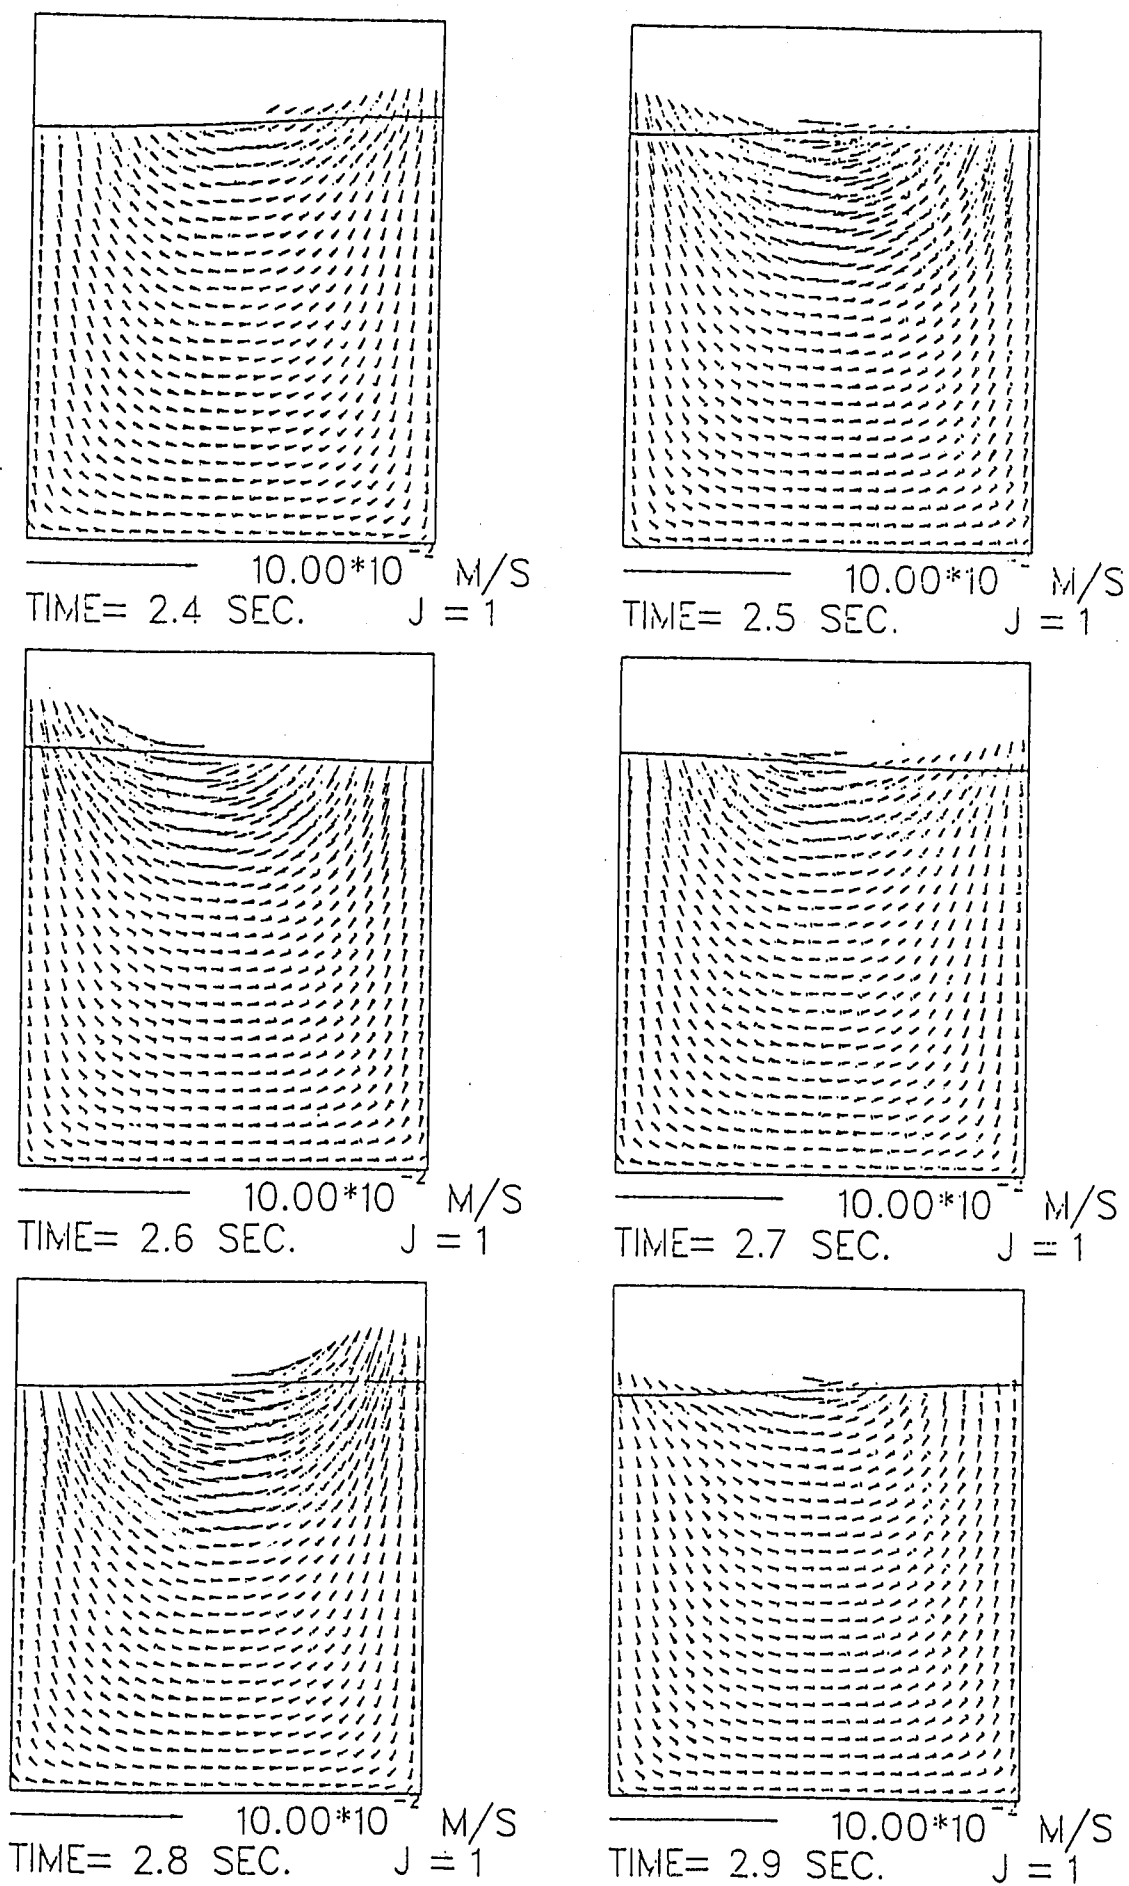 10.00*10⁻² M/S
TIME= 2.4 SEC. J = 1
10.00*10⁻ M/S
TIME= 2.5 SEC. J = 1
10.00*10⁻² M/S
TIME= 2.6 SEC. J = 1
10.00*10⁻² M/S
TIME= 2.7 SEC. J = 1
10.00*10⁻² M/S
TIME= 2.8 SEC. J = 1
10.00*10⁻² M/S
TIME= 2.9 SEC. J = 1